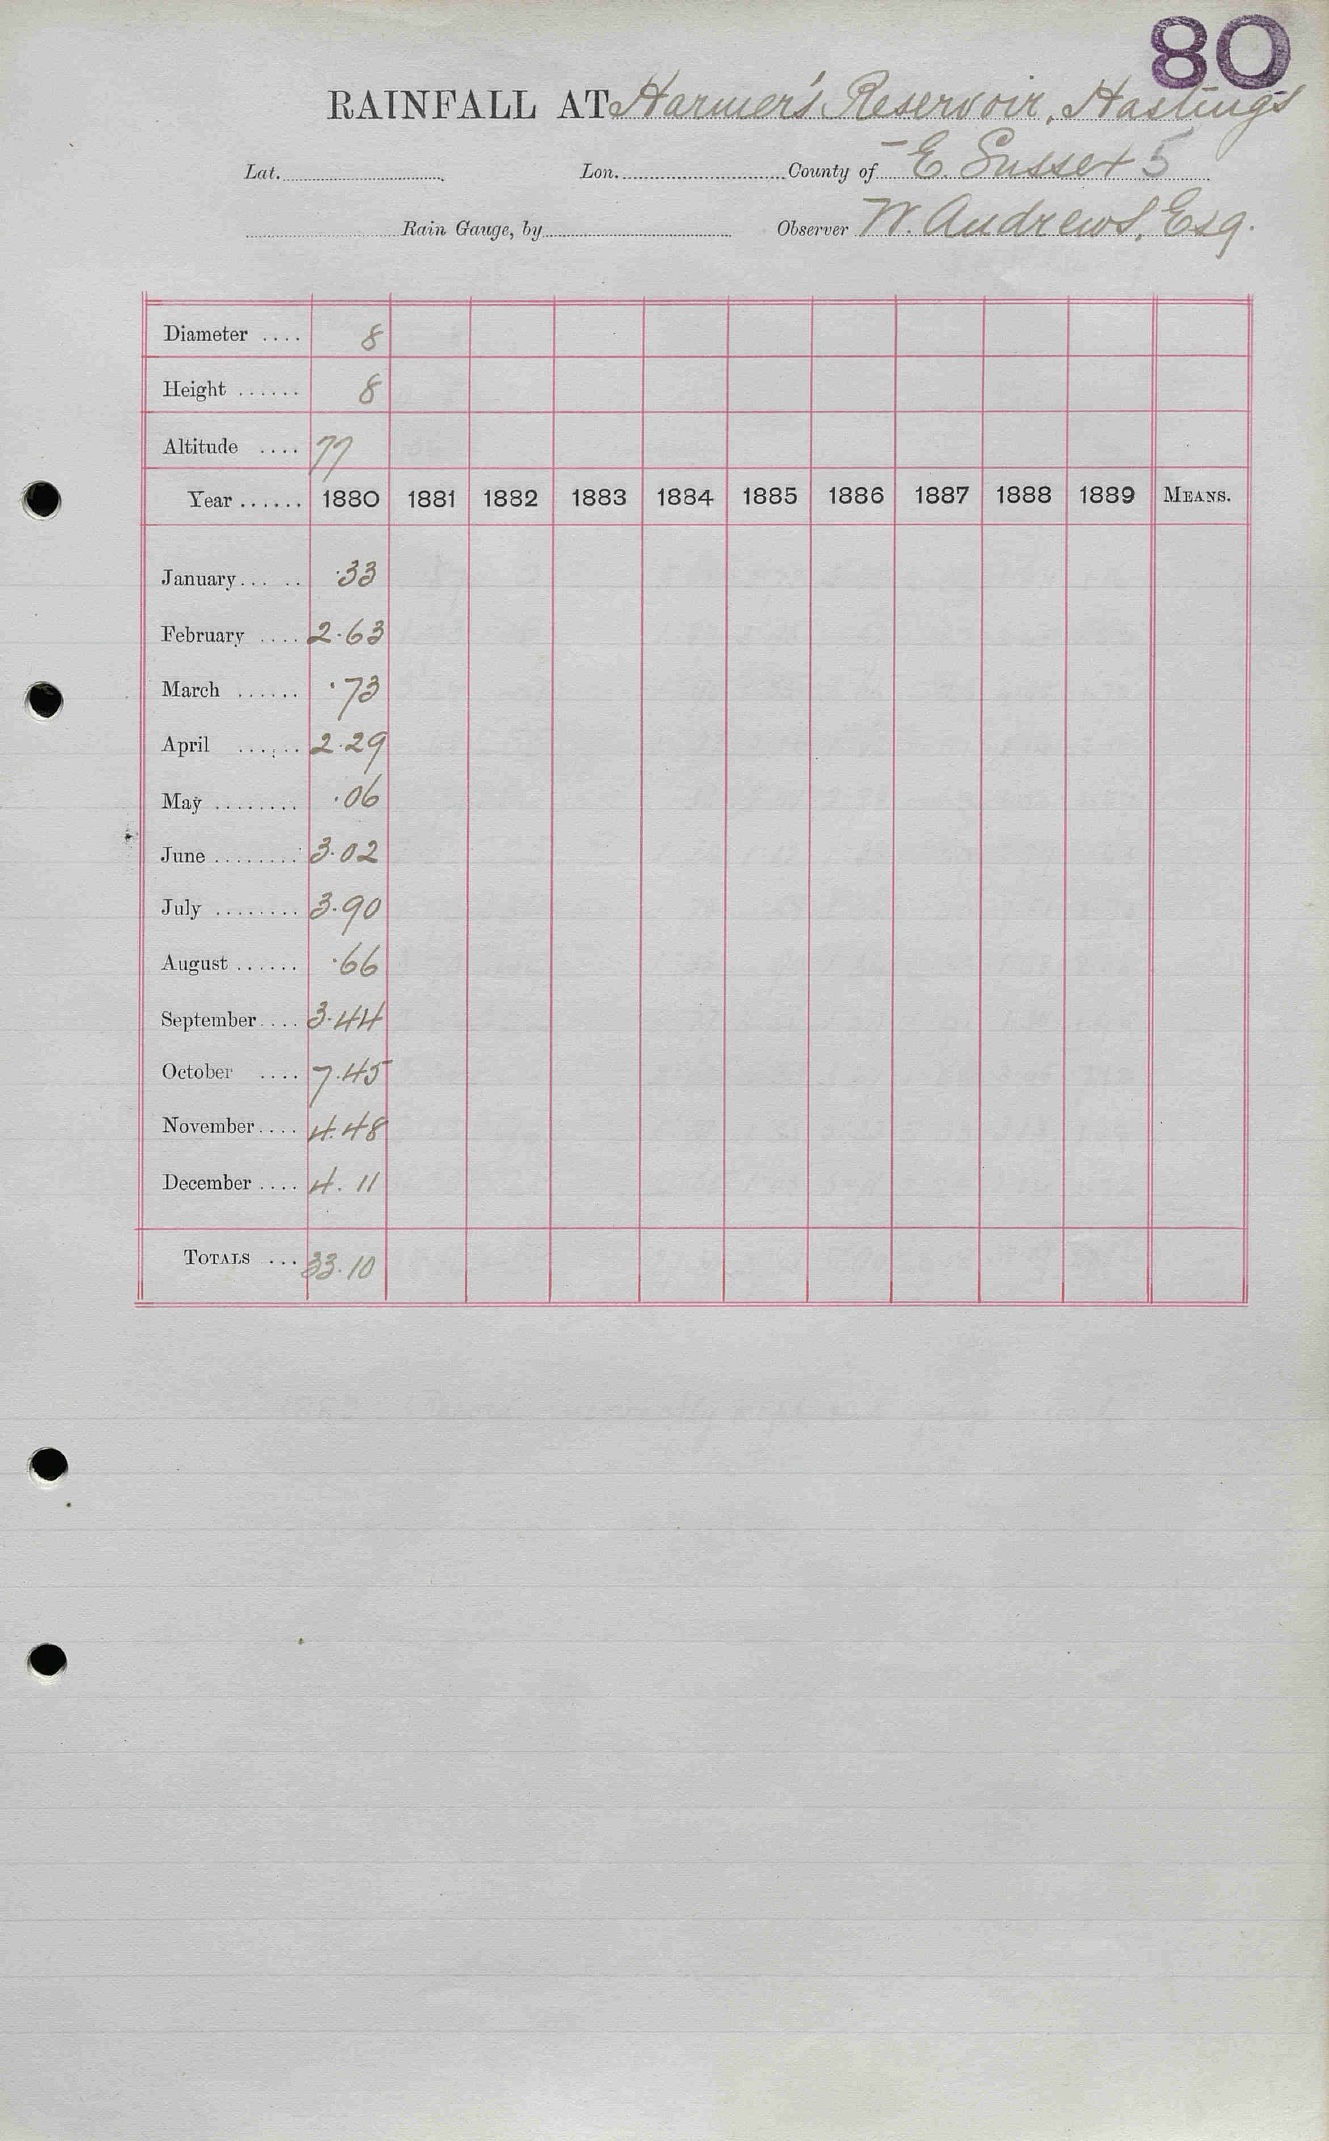 80
RAINFALL AT Harmer's Reservoir, Hastings
Lat. Lon. County of E. Sussex 5
Rain Gauge, by Observer W. Andrews, Esq.
Diameter .... 8
Height ...... 8
Altitude .... 77
Year ...... 1880 1881 1882 1883 1884 1885 1886 1887 1888 1889 MEANS.
January ... .. .33
February .... 2.63
March ...... .73
April ...... 2.29
May ........ .06
June ........ 3.02
July ........ 3.90
August ...... .66
September .... 3.44
October .... 7.45
November .... 4.48
December .... 4.11
TOTALS ... 33.10